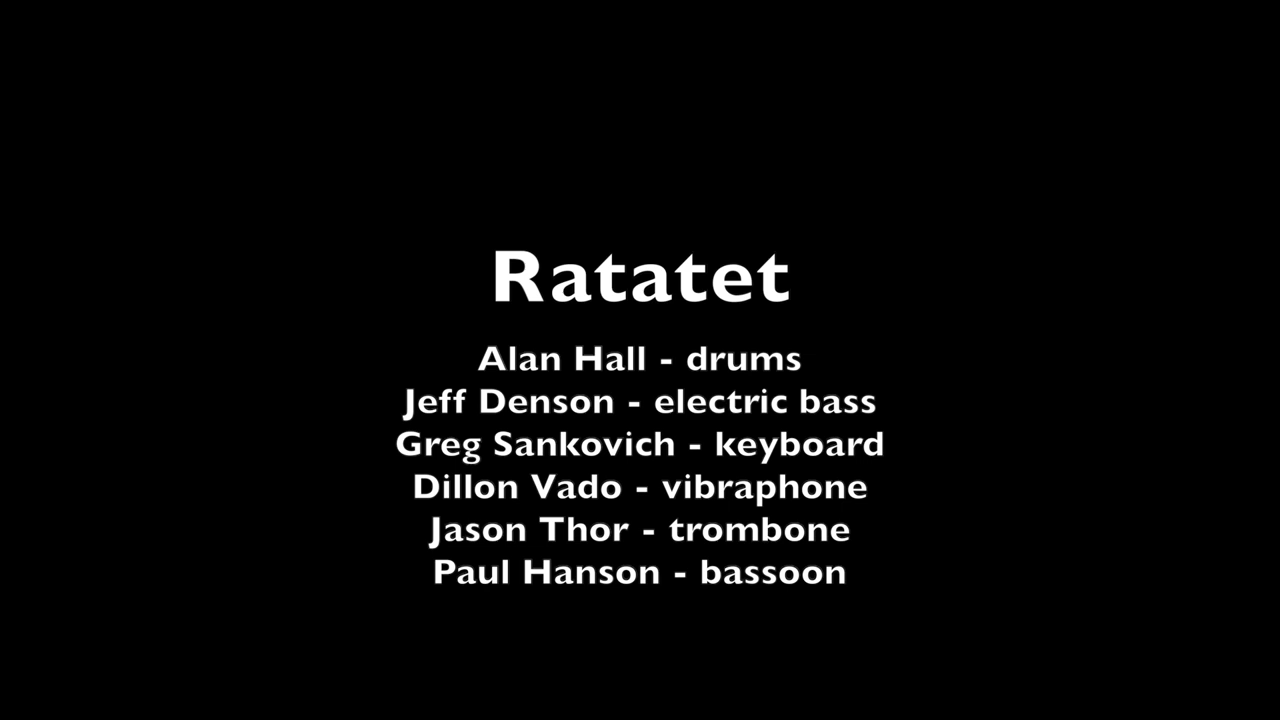 Ratatet
Alan Hall - drums
Jeff Denson - electric bass
Greg Sankovich - keyboard
Dillon Vado - vibraphone
Jason Thor - trombone
Paul Hanson - bassoon